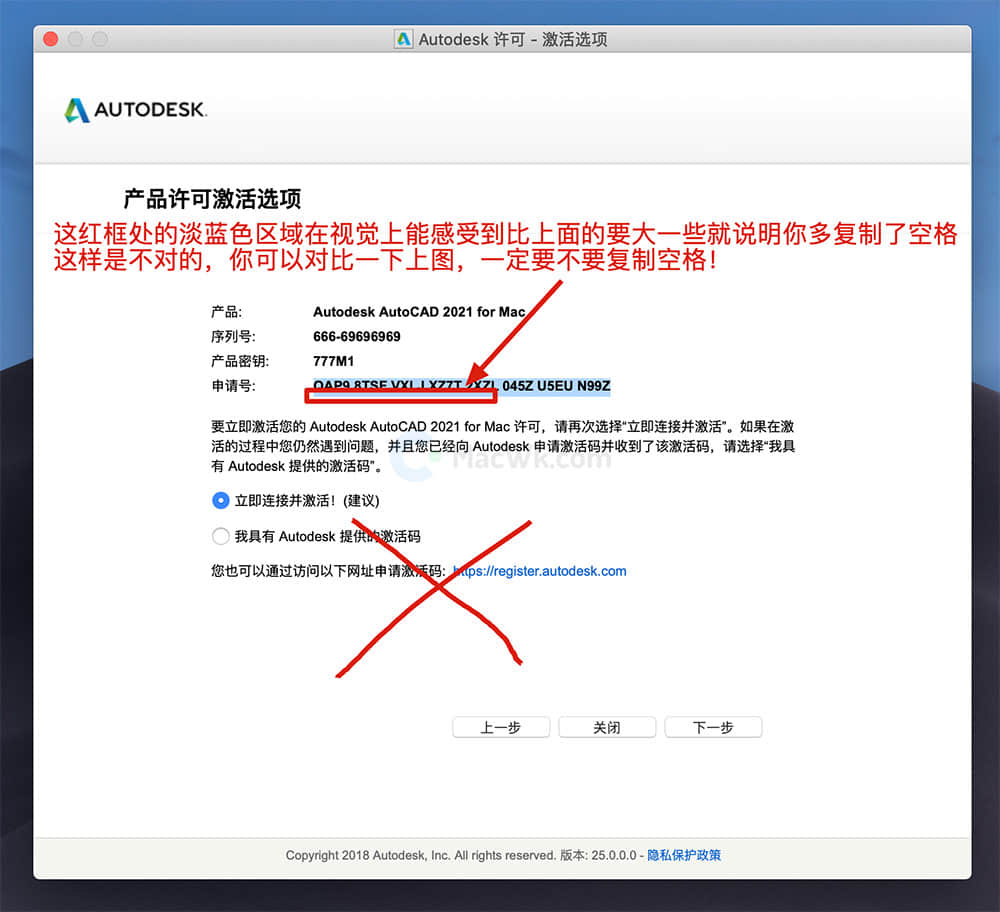 Autodesk 许可 - 激活选项
AUTODESK.
产品许可激活选项
这红框处的淡蓝色区域在视觉上能感受到比上面的要大一些就说明你多复制了空格
这样是不对的，你可以对比一下上图，一定要不要复制空格！
产品: Autodesk AutoCAD 2021 for Mac
序列号: 666-69696969
产品密钥: 777M1
申请号: 045Z U5EU N99Z
要立即激活您的 Autodesk AutoCAD 2021 for Mac 许可，请再次选择“立即连接并激活”。如果在激
活的过程中您仍然遇到问题，并且您已经向 Autodesk 申请激活码并收到了该激活码，请选择“我具
有 Autodesk 提供的激活码”。
Macwk.com
立即连接并激活！(建议)
我具有 Autodesk 提供的激活码
您也可以通过访问以下网址申请激活码: https://register.autodesk.com
上一步 关闭 下一步
Copyright 2018 Autodesk, Inc. All rights reserved. 版本: 25.0.0.0 - 隐私保护政策